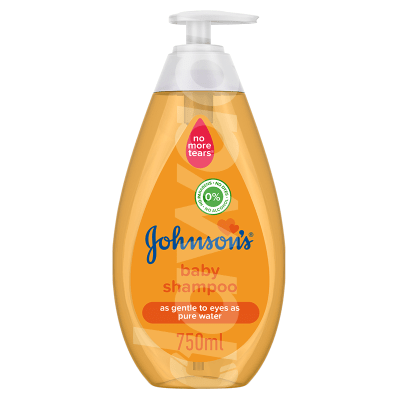 no
more
tears
0%
Johnson's
baby
shampoo
as gentle to eyes as
pure water
750ml